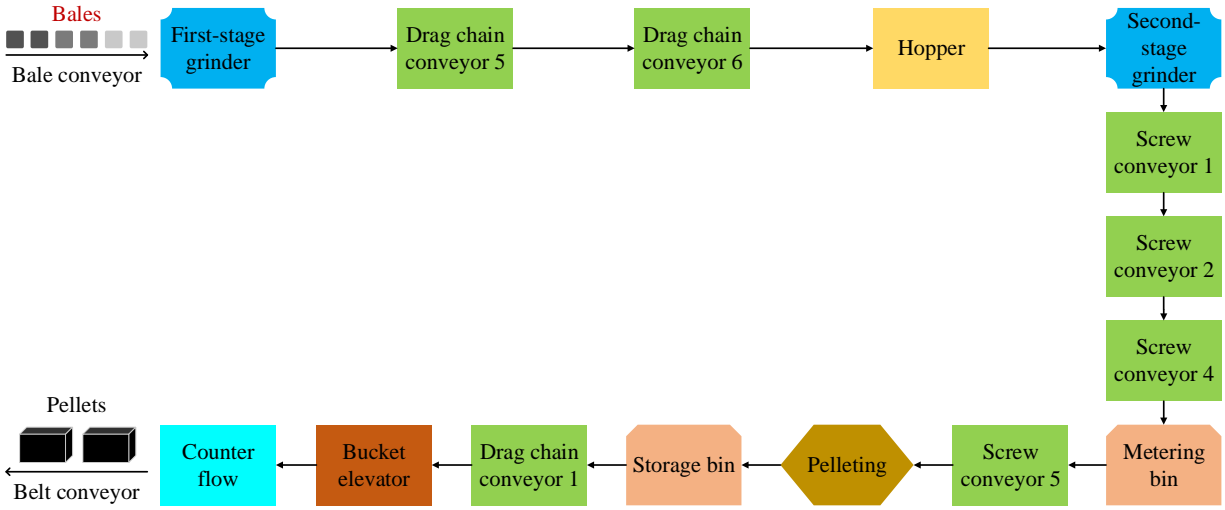 Bales
Bale conveyor
First-stage
grinder
Drag chain
conveyor 5
Drag chain
conveyor 6
Hopper
Second-
stage
grinder
Screw
conveyor 1
Screw
conveyor 2
Screw
conveyor 4
Metering
bin
Screw
conveyor 5
Pelleting
Storage bin
Drag chain
conveyor 1
Bucket
elevator
Counter
flow
Pellets
Belt conveyor